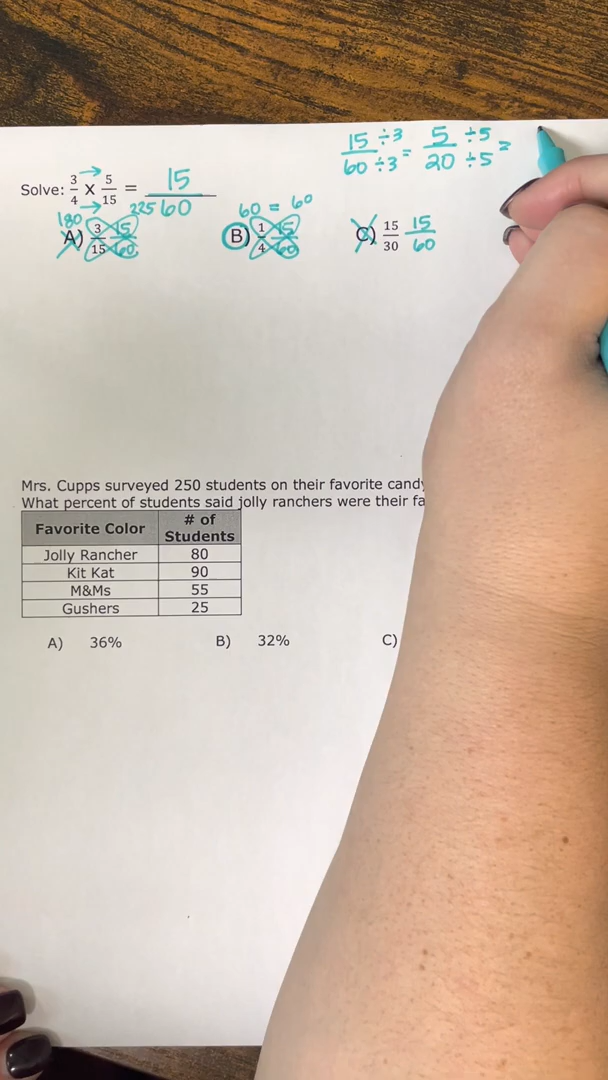 15 ÷3 = 5 ÷5 =
60 ÷3 20 ÷5
Solve: 3/4 x 5/15 = 15/60
180 225 60 = 60
A) 3/15 15/60 B) 1/4 15/60 C) 15/30 15/60
Mrs. Cupps surveyed 250 students on their favorite candy
What percent of students said jolly ranchers were their fa
Favorite Color # of Students
Jolly Rancher 80
Kit Kat 90
M&Ms 55
Gushers 25
A) 36% B) 32% C)